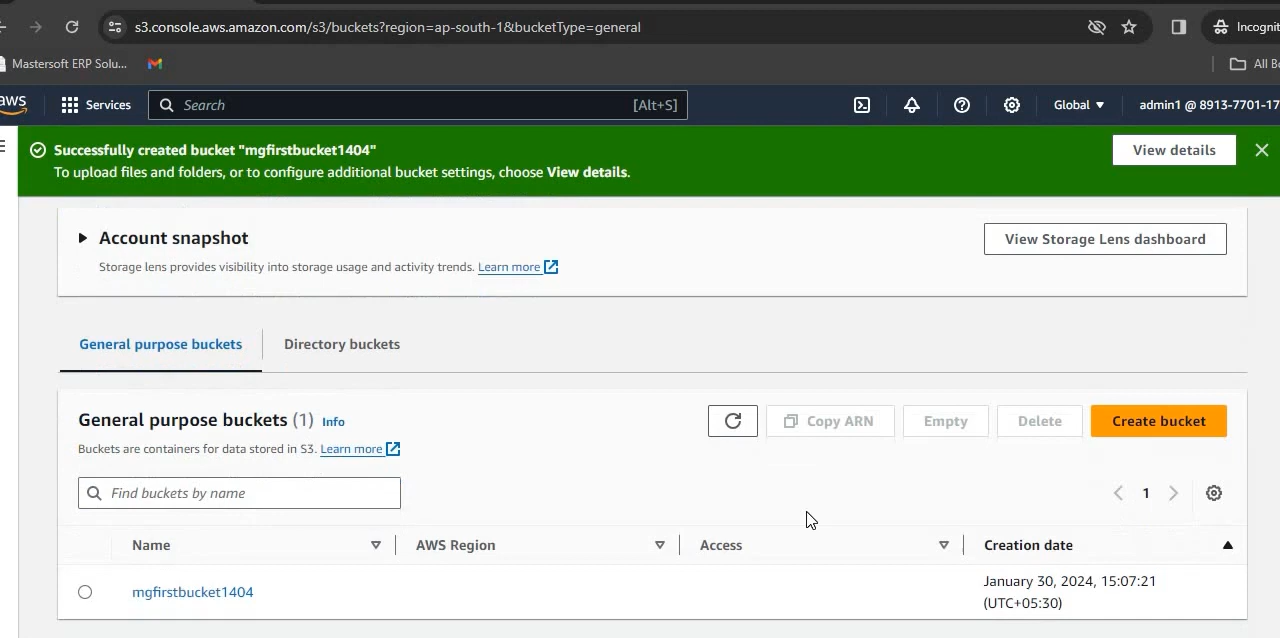 s3.console.aws.amazon.com/s3/buckets?region=ap-south-1&bucketType=general
Mastersoft ERP Solu...
aws
Services
Search
[Alt+S]
Global
admin1 @ 8913-7701-17
Successfully created bucket "mgfirstbucket1404"
View details
To upload files and folders, or to configure additional bucket settings, choose View details.
Account snapshot
View Storage Lens dashboard
Storage lens provides visibility into storage usage and activity trends. Learn more
General purpose buckets
Directory buckets
General purpose buckets (1) Info
Copy ARN
Empty
Delete
Create bucket
Buckets are containers for data stored in S3. Learn more
Find buckets by name
1
Name
AWS Region
Access
Creation date
mgfirstbucket1404
January 30, 2024, 15:07:21
(UTC+05:30)